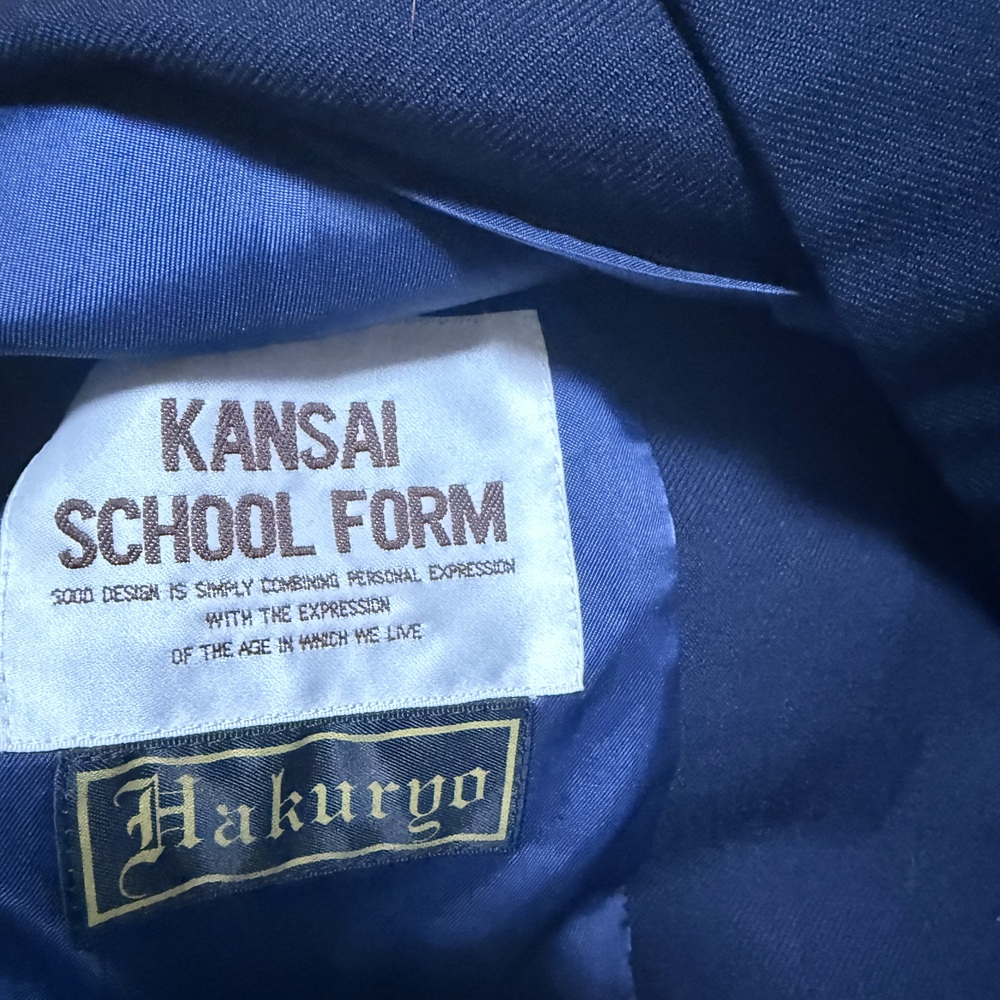 KANSAI
SCHOOL FORM
GOOD DESIGN IS SIMPLY COMBINING PERSONAL EXPRESSION
WITH THE EXPRESSION
OF THE AGE IN WHICH WE LIVE
Hakuryo